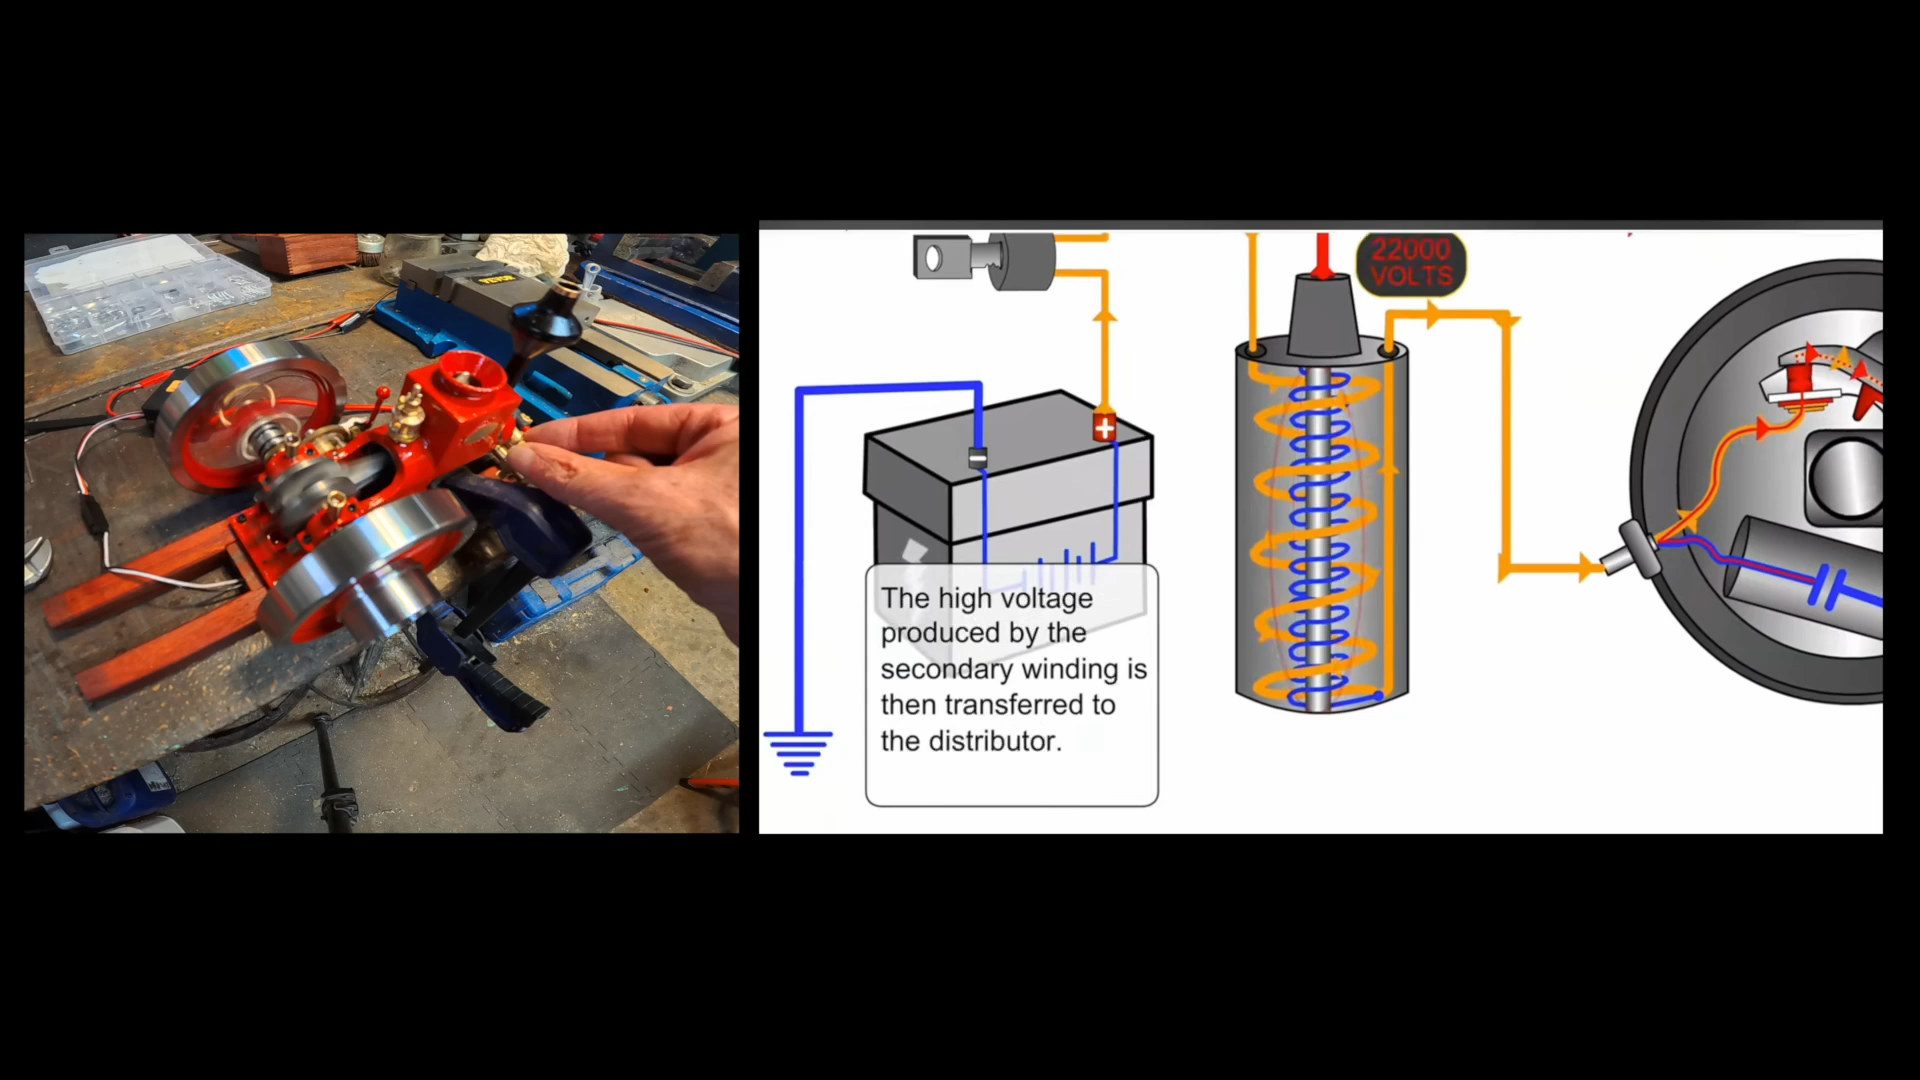 22000
VOLTS
The high voltage
produced by the
secondary winding is
then transferred to
the distributor.